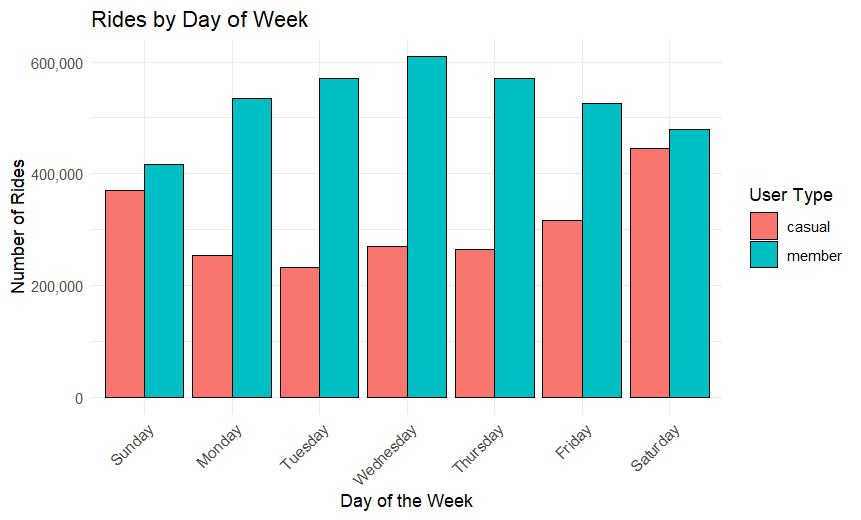 Rides by Day of Week
Number of Rides
600,000
400,000
200,000
0
Sunday
Monday
Tuesday
Wednesday
Thursday
Friday
Saturday
Day of the Week
User Type
casual
member